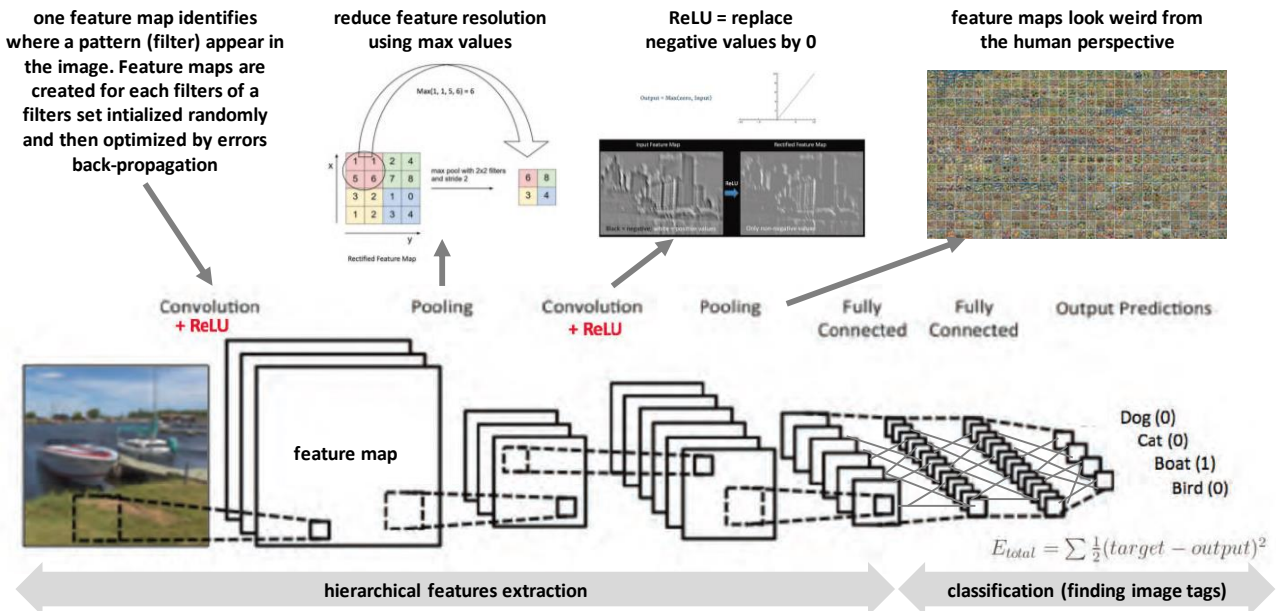 one feature map identifies
where a pattern (filter) appear in
the image. Feature maps are
created for each filters of a
filters set intialized randomly
and then optimized by errors
back-propagation
reduce feature resolution
using max values
Max(1, 1, 5, 6) = 6
x
1 1 2 4
5 6 7 8
3 2 1 0
1 2 3 4
y
max pool with 2x2 filters
and stride 2
6 8
3 4
Rectified Feature Map
ReLU = replace
negative values by 0
Output = Max(zero, Input)
Input Feature Map
Rectified Feature Map
ReLU
Black = negative; white = positive values
Only non-negative values
feature maps look weird from
the human perspective
Convolution
+ ReLU
Pooling
Convolution
+ ReLU
Pooling
Fully
Connected
Fully
Connected
Output Predictions
feature map
Dog (0)
Cat (0)
Boat (1)
Bird (0)
E_total = ∑ ½(target − output)²
hierarchical features extraction
classification (finding image tags)